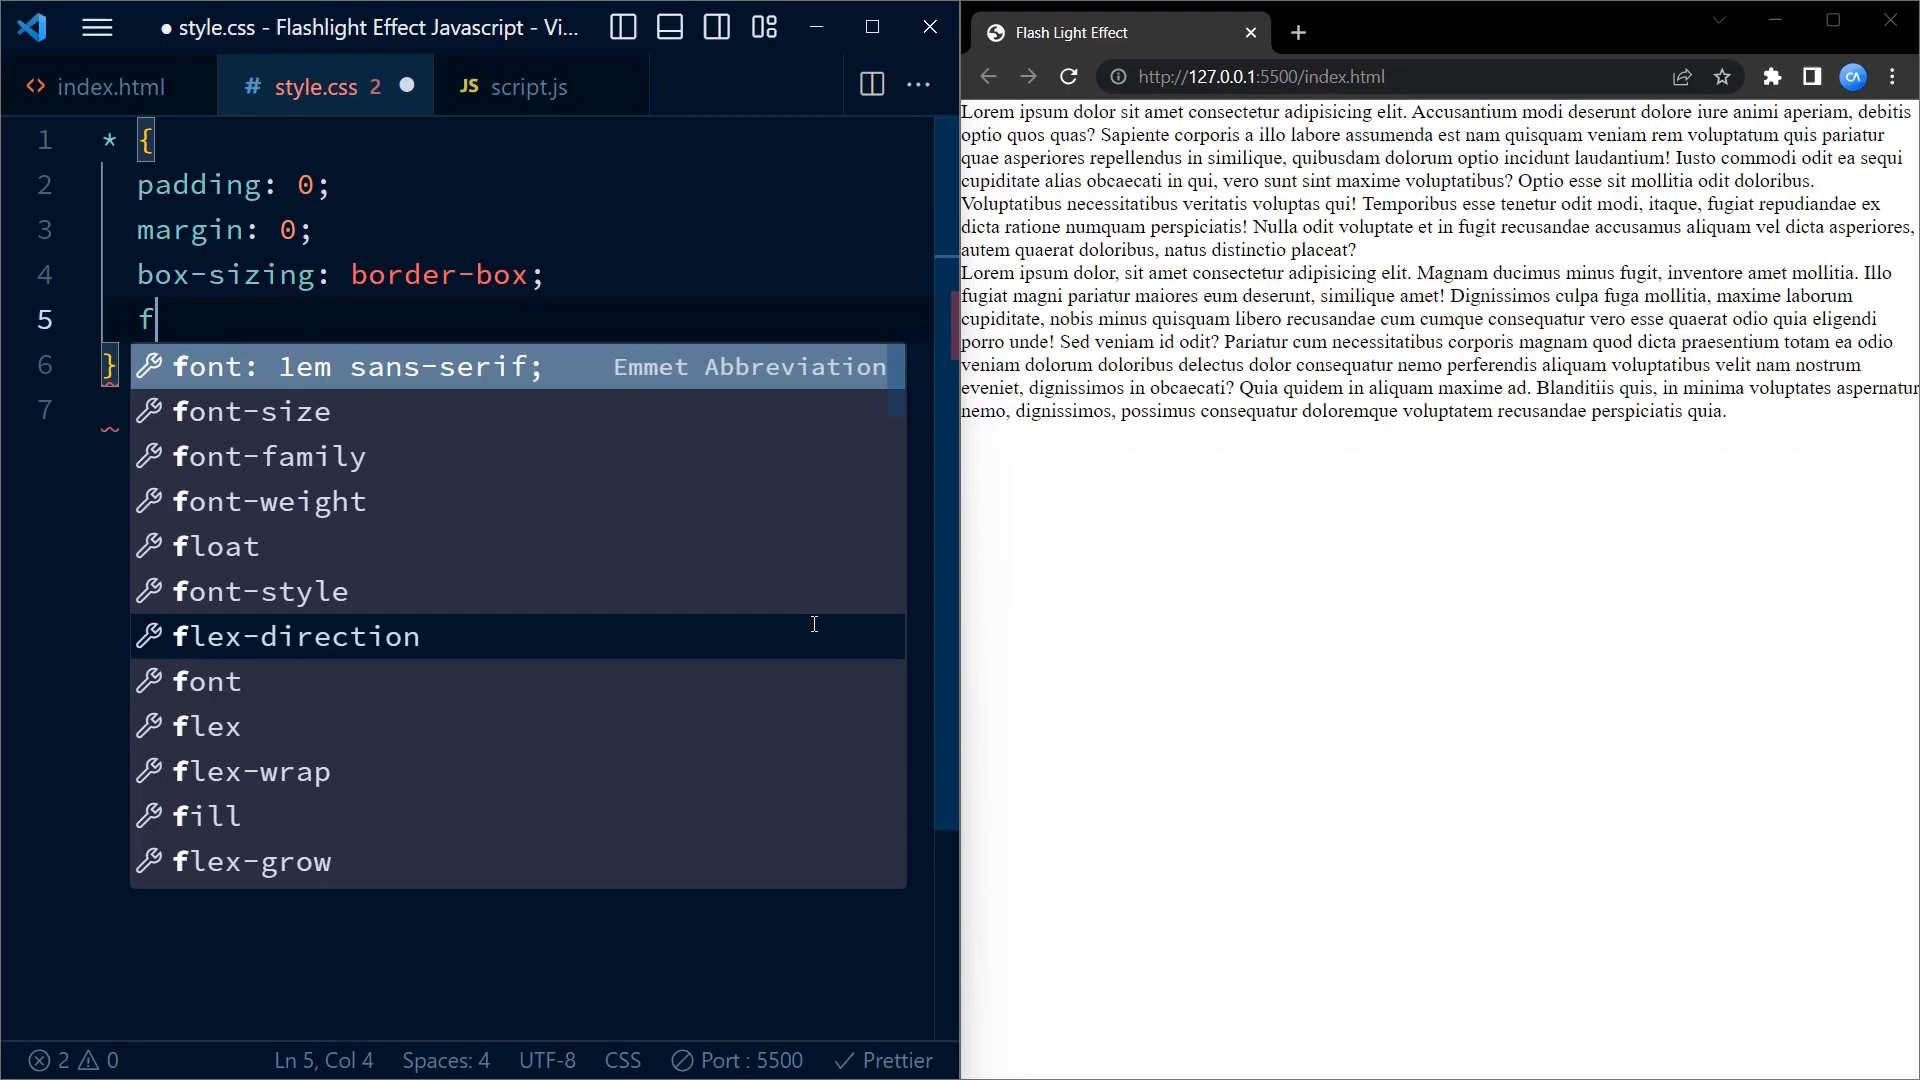 ● style.css - Flashlight Effect Javascript - Vi...
<> index.html
# style.css 2 ●
JS script.js
1 * {
2 padding: 0;
3 margin: 0;
4 box-sizing: border-box;
5 f
6 }
7
font: 1em sans-serif; Emmet Abbreviation
font-size
font-family
font-weight
float
font-style
flex-direction
font
flex
flex-wrap
fill
flex-grow
2 0 Ln 5, Col 4 Spaces: 4 UTF-8 CSS Port : 5500 Prettier
Flash Light Effect
http://127.0.0.1:5500/index.html
CA
Lorem ipsum dolor sit amet consectetur adipisicing elit. Accusantium modi deserunt dolore iure animi aperiam, debitis
optio quos quas? Sapiente corporis a illo labore assumenda est nam quisquam veniam rem voluptatum quis pariatur
quae asperiores repellendus in similique, quibusdam dolorum optio incidunt laudantium! Iusto commodi odit ea sequi
cupiditate alias obcaecati in qui, vero sunt sint maxime voluptatibus? Optio esse sit mollitia odit doloribus.
Voluptatibus necessitatibus veritatis voluptas qui! Temporibus esse tenetur odit modi, itaque, fugiat repudiandae ex
dicta ratione numquam perspiciatis! Nulla odit voluptate et in fugit recusandae accusamus aliquam vel dicta asperiores,
autem quaerat doloribus, natus distinctio placeat?
Lorem ipsum dolor, sit amet consectetur adipisicing elit. Magnam ducimus minus fugit, inventore amet mollitia. Illo
fugiat magni pariatur maiores eum deserunt, similique amet! Dignissimos culpa fuga mollitia, maxime laborum
cupiditate, nobis minus quisquam libero recusandae cum cumque consequatur vero esse quaerat odio quia eligendi
porro unde! Sed veniam id odit? Pariatur cum necessitatibus corporis magnam quod dicta praesentium totam ea odio
veniam dolorum doloribus delectus dolor consequatur nemo perferendis aliquam voluptatibus velit nam nostrum
eveniet, dignissimos in obcaecati? Quia quidem in aliquam maxime ad. Blanditiis quis, in minima voluptates aspernatur
nemo, dignissimos, possimus consequatur doloremque voluptatem recusandae perspiciatis quia.